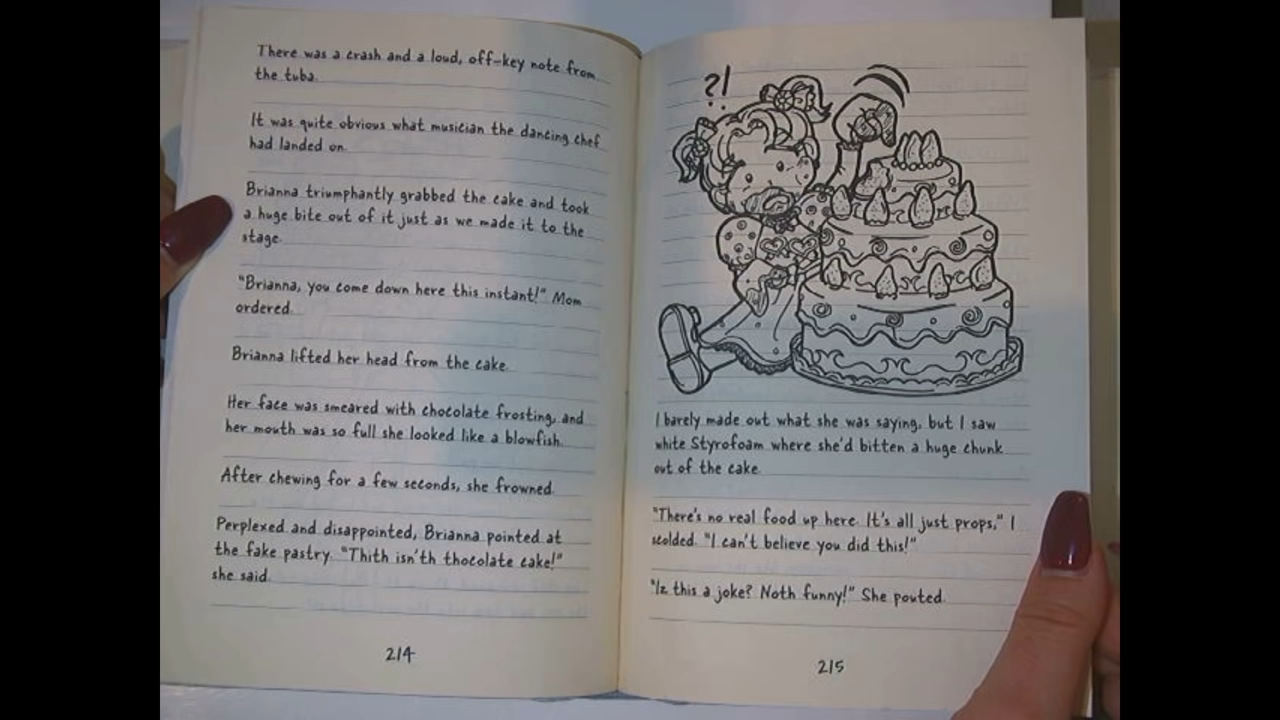 There was a crash and a loud, off-key note from
the tuba.
It was quite obvious what musician the dancing chef
had landed on.
Brianna triumphantly grabbed the cake and took
a huge bite out of it just as we made it to the
stage.
"Brianna, you come down here this instant!" Mom
ordered.
Brianna lifted her head from the cake.
Her face was smeared with chocolate frosting, and
her mouth was so full she looked like a blowfish.
After chewing for a few seconds, she frowned.
Perplexed and disappointed, Brianna pointed at
the fake pastry. "Thith isn'th thocolate cake!"
she said.
214
?!
I barely made out what she was saying, but I saw
white Styrofoam where she'd bitten a huge chunk
out of the cake.
"There's no real food up here. It's all just props," I
scolded. "I can't believe you did this!"
"Iz this a joke? Noth funny!" She pouted.
215